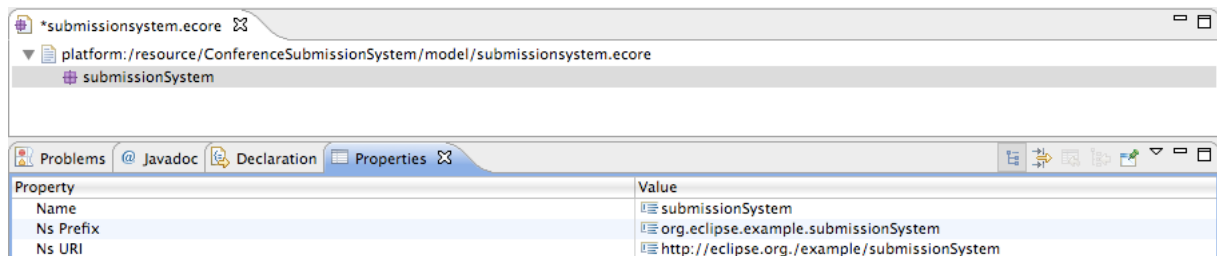 *submissionsystem.ecore
platform:/resource/ConferenceSubmissionSystem/model/submissionsystem.ecore
submissionSystem
Problems @ Javadoc Declaration Properties
Property Value
Name submissionSystem
Ns Prefix org.eclipse.example.submissionSystem
Ns URI http://eclipse.org./example/submissionSystem